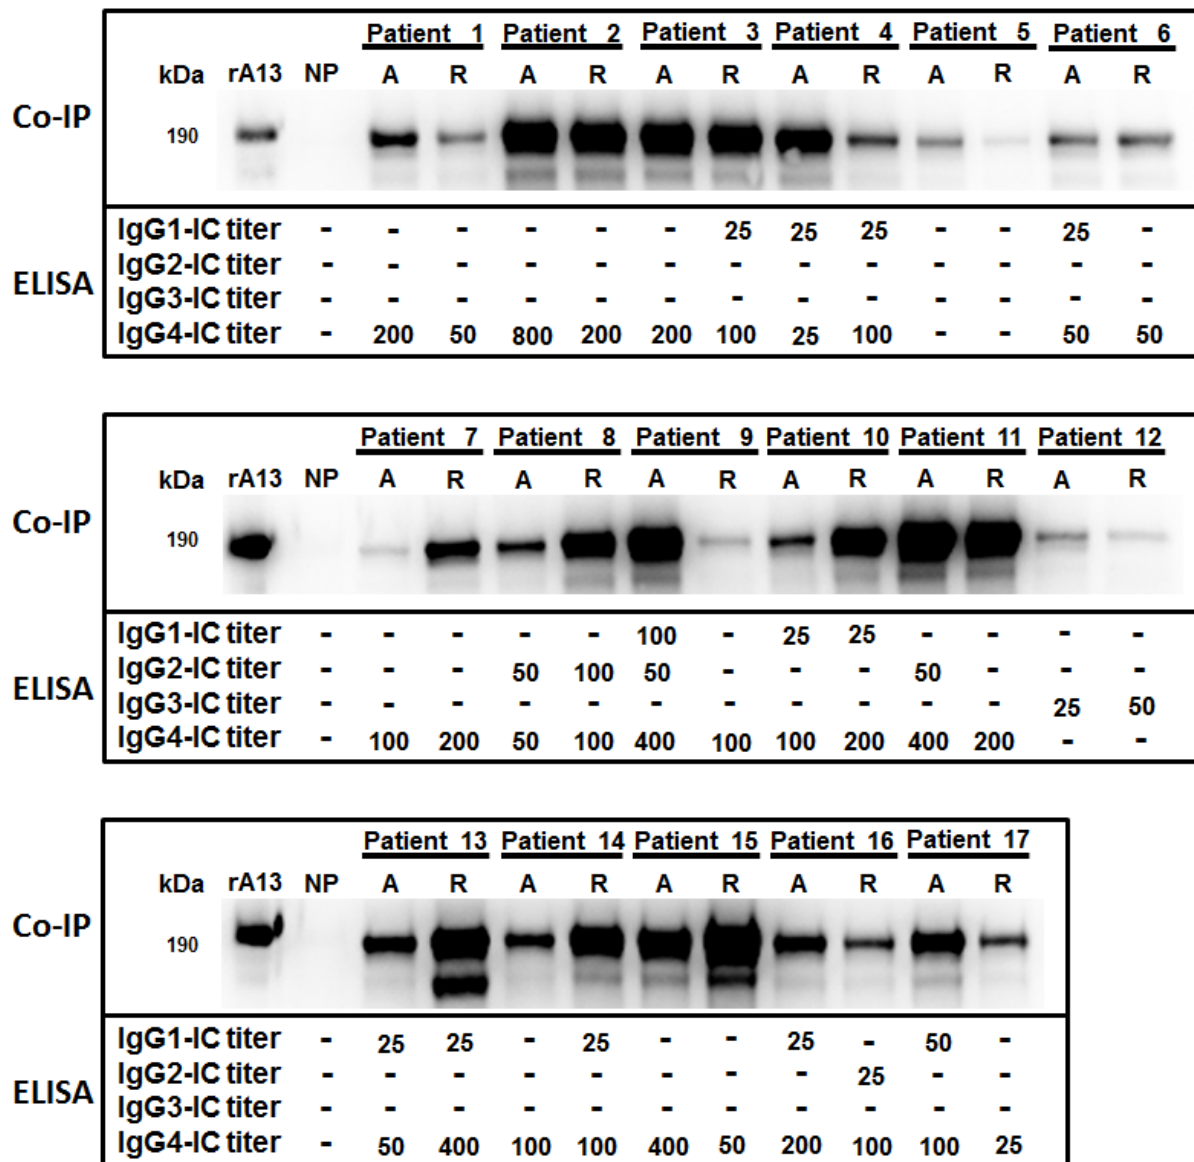 Patient 1 Patient 2 Patient 3 Patient 4 Patient 5 Patient 6
kDa rA13 NP A R A R A R A R A R A R
Co-IP
190
ELISA
IgG1-IC titer - - - - - - 25 25 25 - - 25 -
IgG2-IC titer - - - - - - - - - - - - -
IgG3-IC titer - - - - - - - - - - - - -
IgG4-IC titer - 200 50 800 200 200 100 25 100 - - 50 50
Patient 7 Patient 8 Patient 9 Patient 10 Patient 11 Patient 12
kDa rA13 NP A R A R A R A R A R A R
Co-IP
190
ELISA
IgG1-IC titer - - - - - 100 - 25 25 - - - -
IgG2-IC titer - - - 50 100 50 - - - 50 - - -
IgG3-IC titer - - - - - - - - - - - 25 50
IgG4-IC titer - 100 200 50 100 400 100 100 200 400 200 - -
Patient 13 Patient 14 Patient 15 Patient 16 Patient 17
kDa rA13 NP A R A R A R A R A R
Co-IP
190
ELISA
IgG1-IC titer - 25 25 - 25 - - 25 - 50 -
IgG2-IC titer - - - - - - - - 25 - -
IgG3-IC titer - - - - - - - - - - -
IgG4-IC titer - 50 400 100 100 400 50 200 100 100 25